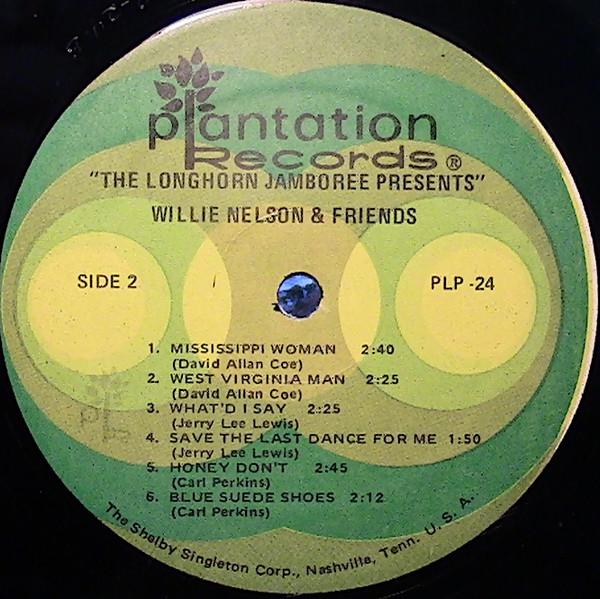 plantation
Records®
"THE LONGHORN JAMBOREE PRESENTS"
WILLIE NELSON & FRIENDS
SIDE 2
PLP -24
1. MISSISSIPPI WOMAN 2:40
(David Allan Coe)
2. WEST VIRGINIA MAN 2:25
(David Allan Coe)
3. WHAT'D I SAY 2:25
(Jerry Lee Lewis)
4. SAVE THE LAST DANCE FOR ME 1:50
(Jerry Lee Lewis)
5. HONEY DON'T 2:45
(Carl Perkins)
6. BLUE SUEDE SHOES 2:12
(Carl Perkins)
The Shelby Singleton Corp., Nashville, Tenn. U. S. A.